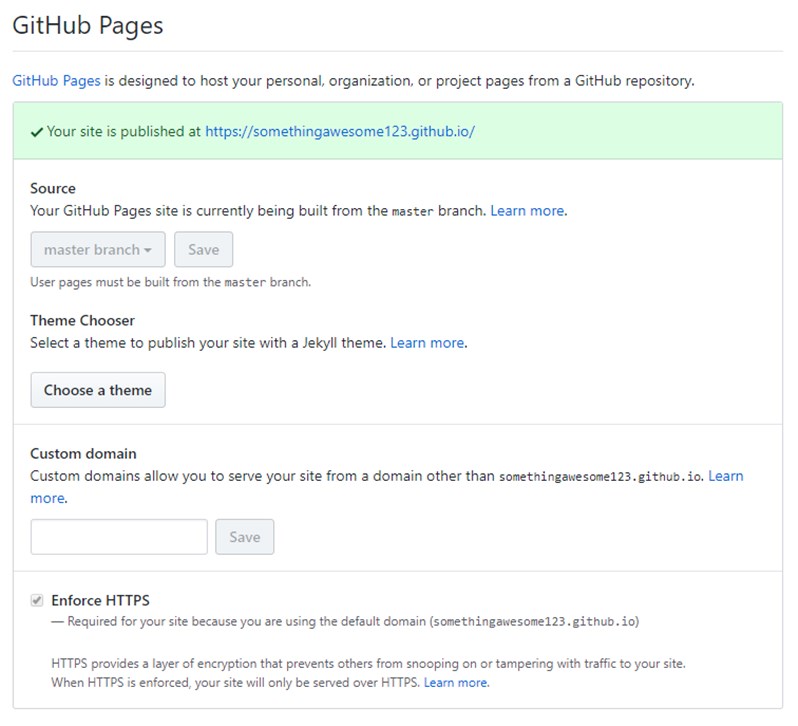 GitHub Pages
GitHub Pages is designed to host your personal, organization, or project pages from a GitHub repository.
Your site is published at https://somethingawesome123.github.io/
Source
Your GitHub Pages site is currently being built from the master branch. Learn more.
master branch Save
User pages must be built from the master branch.
Theme Chooser
Select a theme to publish your site with a Jekyll theme. Learn more.
Choose a theme
Custom domain
Custom domains allow you to serve your site from a domain other than somethingawesome123.github.io. Learn
more.
Save
Enforce HTTPS
— Required for your site because you are using the default domain (somethingawesome123.github.io)
HTTPS provides a layer of encryption that prevents others from snooping on or tampering with traffic to your site.
When HTTPS is enforced, your site will only be served over HTTPS. Learn more.